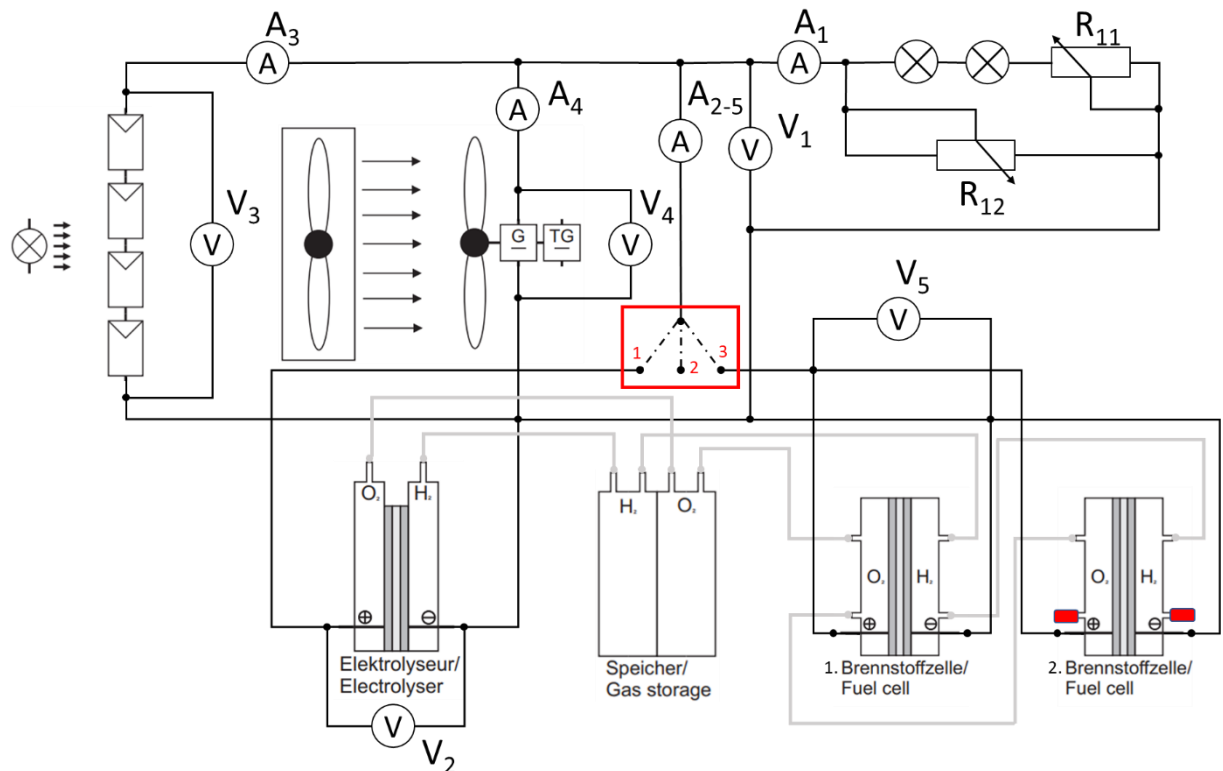 A3
A1
R11
A
A
A4
A2-5
A
V1
A
V
R12
V3
V
G
TG
V4
V
V5
V
1
2
3
O2
H2
H2
O2
O2
H2
O2
H2
⊕
⊖
⊕
⊖
⊕
⊖
Elektrolyseur/
Electrolyser
Speicher/
Gas storage
1. Brennstoffzelle/
Fuel cell
2. Brennstoffzelle/
Fuel cell
V
V2